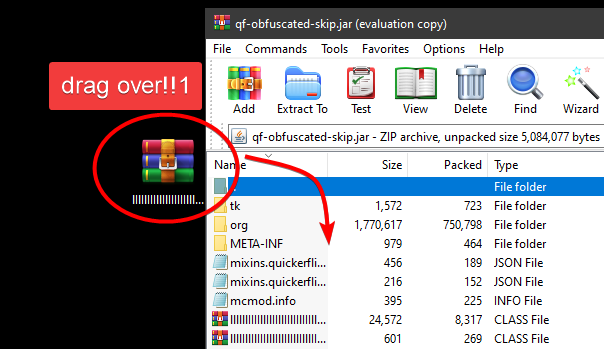 qf-obfuscated-skip.jar (evaluation copy)
File Commands Tools Favorites Options Help
drag over!!1
Add Extract To Test View Delete Find Wizard
qf-obfuscated-skip.jar - ZIP archive, unpacked size 5,084,077 bytes
Name Size Packed Type
File folder
tk 1,572 723 File folder
org 1,770,617 750,798 File folder
META-INF 979 464 File folder
mixins.quickerfli... 456 189 JSON File
mixins.quickerfli... 216 152 JSON File
mcmod.info 395 225 INFO File
24,572 8,317 CLASS File
601 269 CLASS File